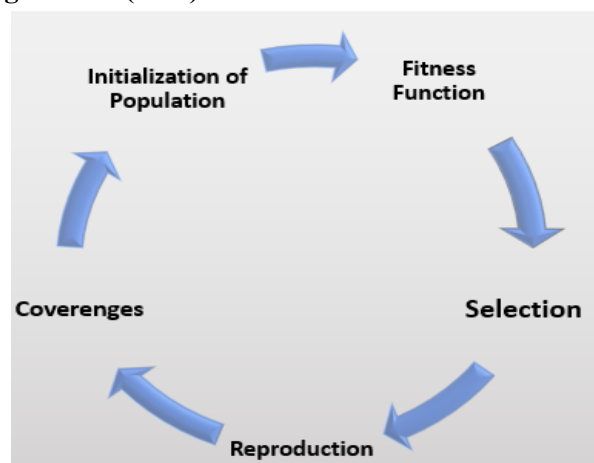 Initialization of
Population
Fitness
Function
Selection
Reproduction
Coverenges